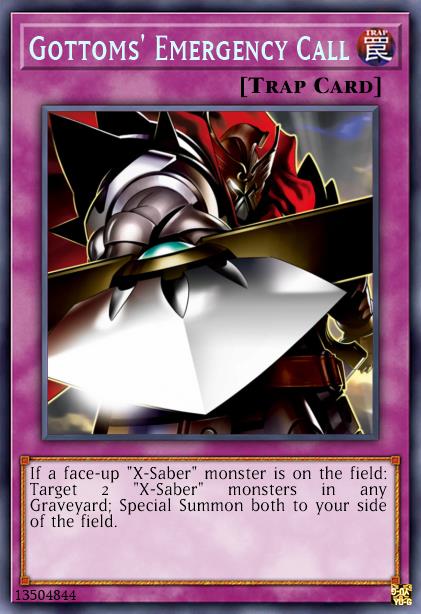 Gottoms' Emergency Call
TRAP
罠
[Trap Card]
If a face-up "X-Saber" monster is on the field:
Target 2 "X-Saber" monsters in any
Graveyard; Special Summon both to your side
of the field.
13504844